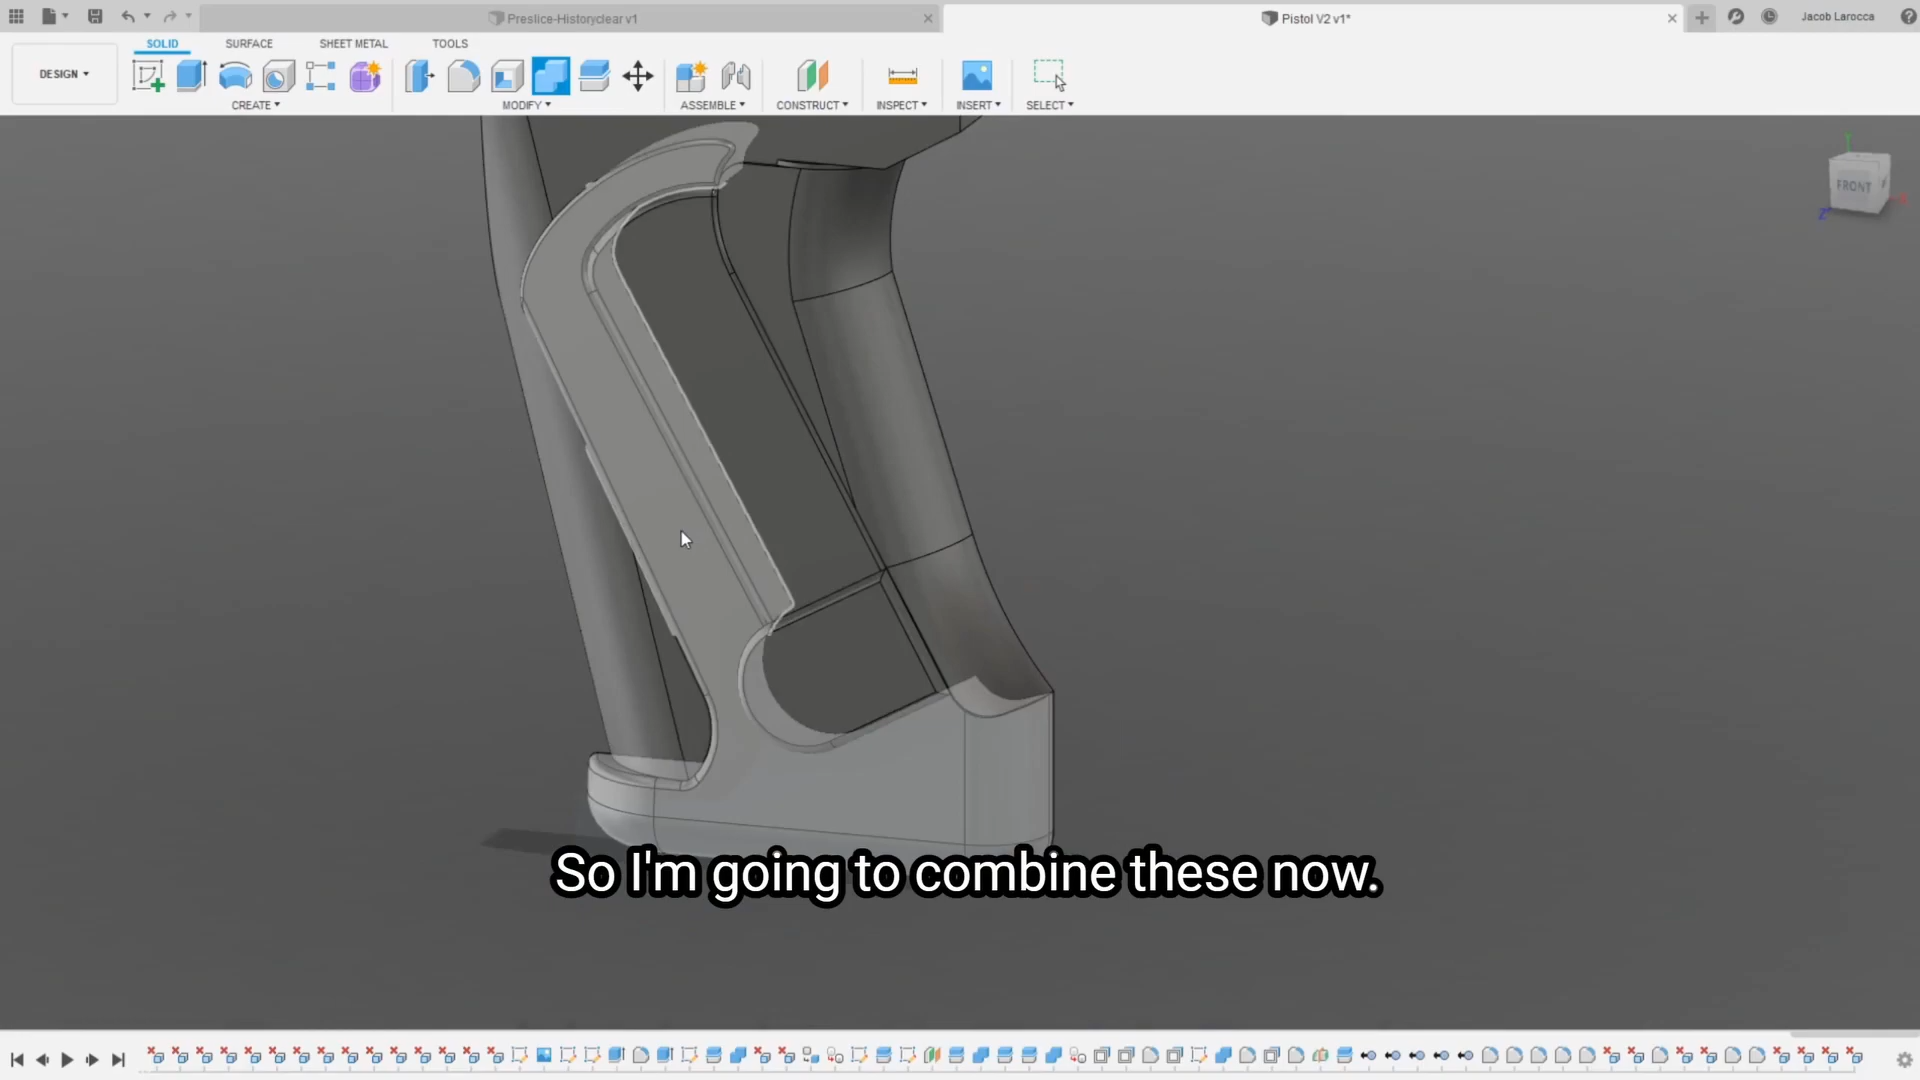 Preslice-Historyclear v1
Pistol V2 v1*
Jacob Larocca
DESIGN
SOLID
SURFACE
SHEET METAL
TOOLS
CREATE
MODIFY
ASSEMBLE
CONSTRUCT
INSPECT
INSERT
SELECT
FRONT
Z
So I'm going to combine these now.